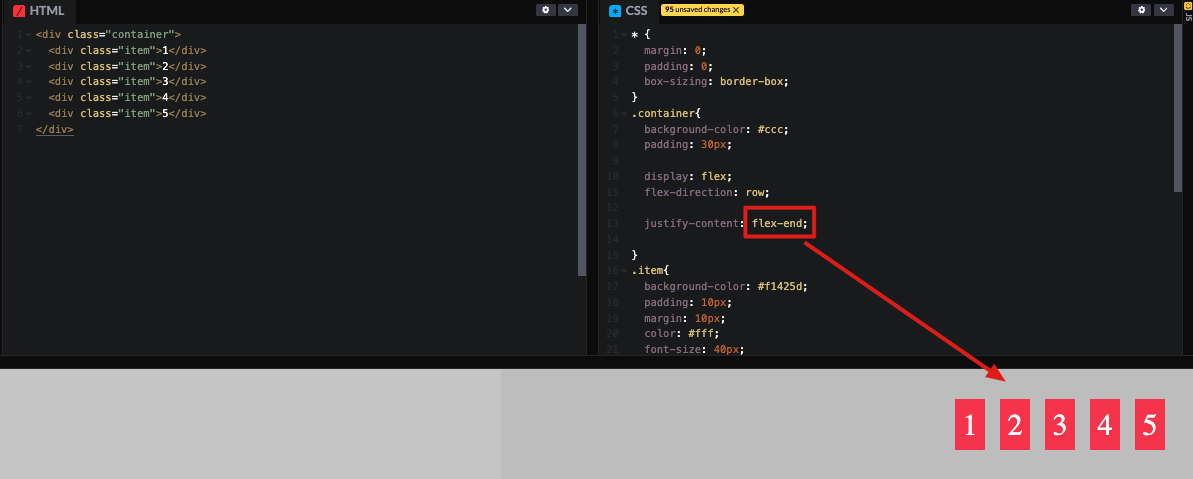 HTML
1 <div class="container">
2 <div class="item">1</div>
3 <div class="item">2</div>
4 <div class="item">3</div>
5 <div class="item">4</div>
6 <div class="item">5</div>
7 </div>
CSS 95 unsaved changes X
JS
1 * {
2 margin: 0;
3 padding: 0;
4 box-sizing: border-box;
5 }
6 .container{
7 background-color: #ccc;
8 padding: 30px;
9
10 display: flex;
11 flex-direction: row;
12
13 justify-content: flex-end;
14
15 }
16 .item{
17 background-color: #f1425d;
18 padding: 10px;
19 margin: 10px;
20 color: #fff;
21 font-size: 40px;
1 2 3 4 5